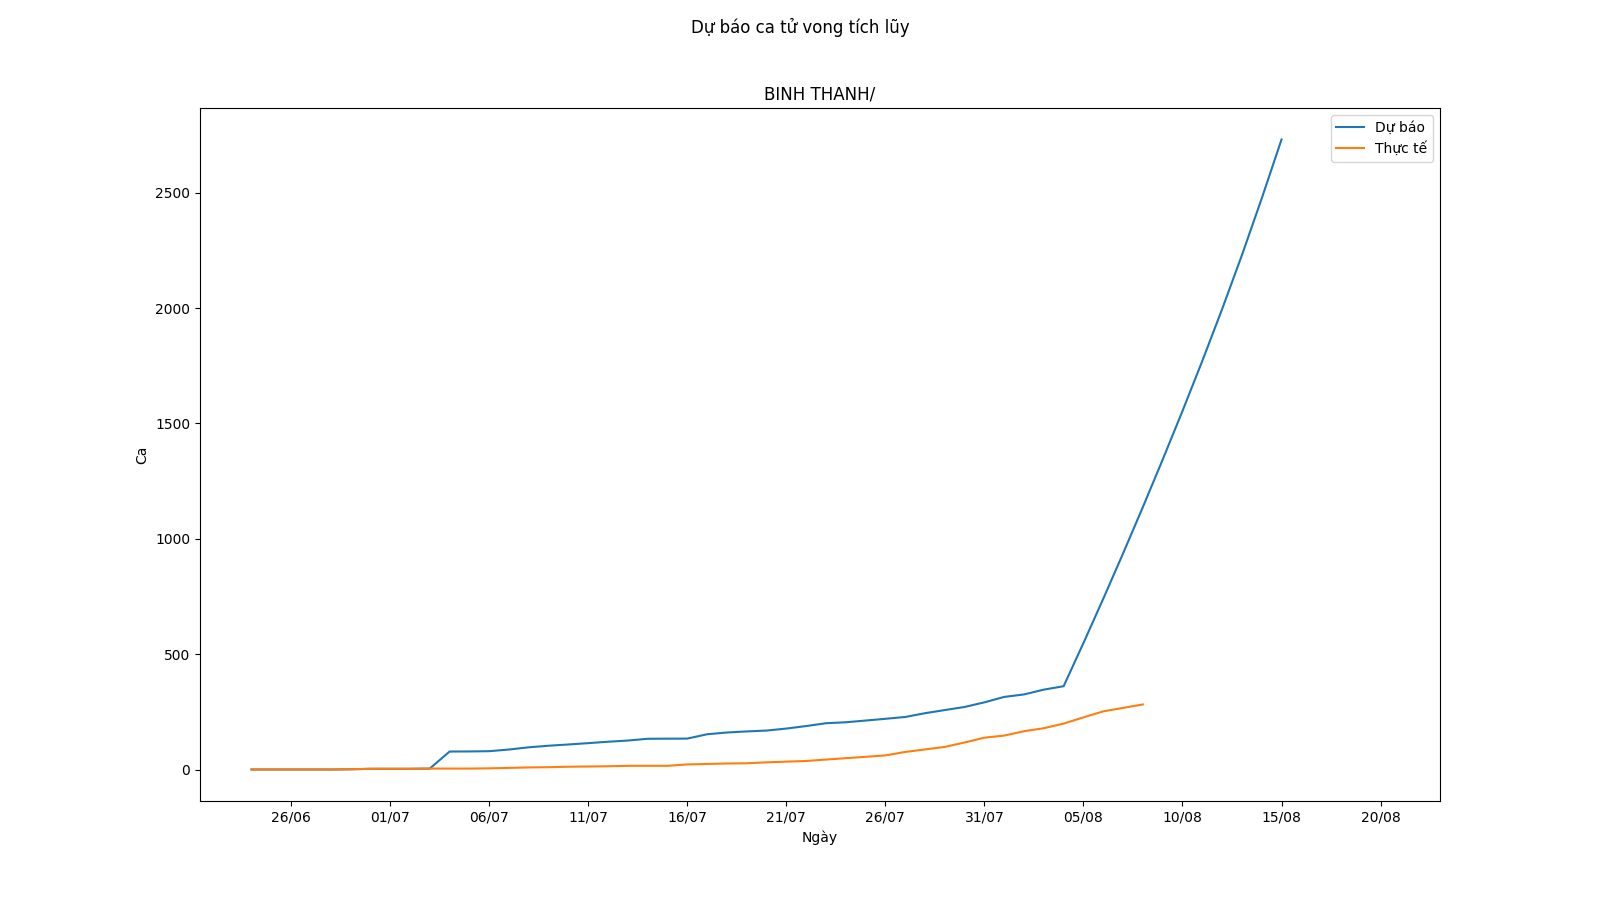 Dự báo ca tử vong tích lũy
BINH THANH/
Dự báo
Thực tế
2500
2000
1500
1000
500
0
Ca
26/06 01/07 06/07 11/07 16/07 21/07 26/07 31/07 05/08 10/08 15/08 20/08
Ngày